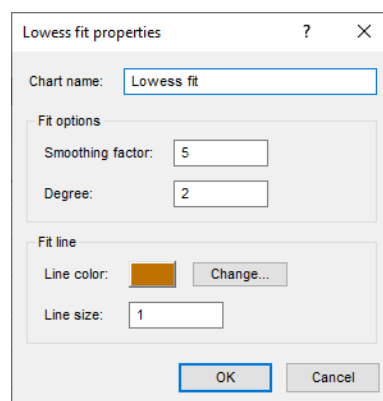 Lowess fit properties ?
Chart name: Lowess fit
Fit options
Smoothing factor: 5
Degree: 2
Fit line
Line color: Change...
Line size: 1
OK Cancel